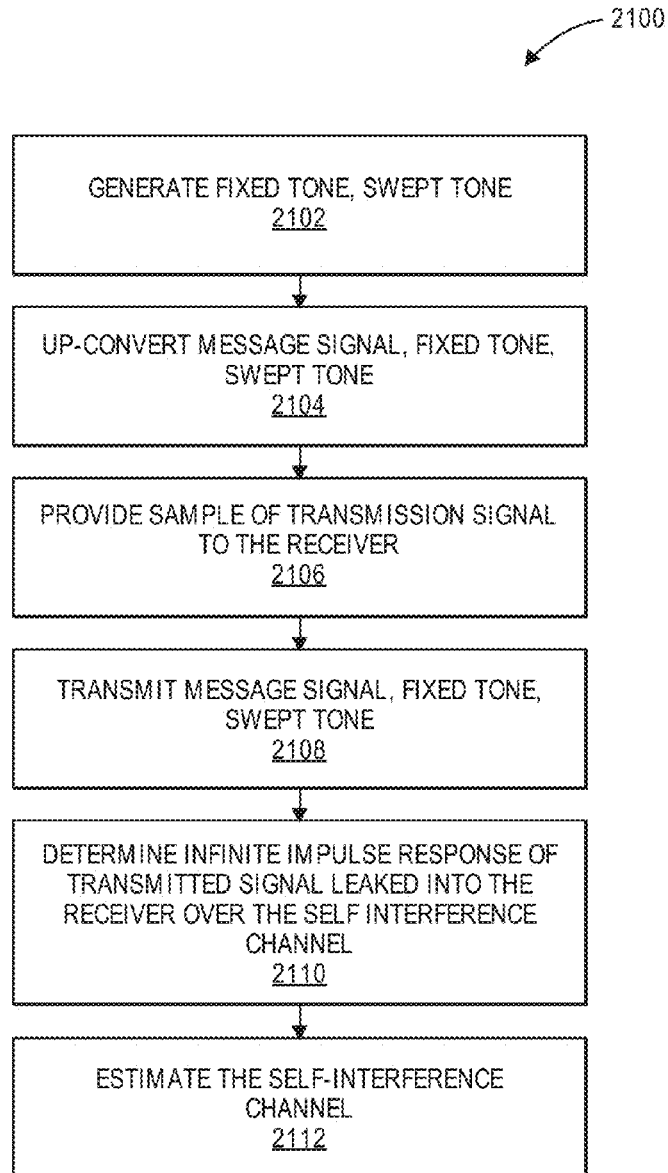 2100
GENERATE FIXED TONE, SWEPT TONE
2102
UP-CONVERT MESSAGE SIGNAL, FIXED TONE,
SWEPT TONE
2104
PROVIDE SAMPLE OF TRANSMISSION SIGNAL
TO THE RECEIVER
2106
TRANSMIT MESSAGE SIGNAL, FIXED TONE,
SWEPT TONE
2108
DETERMINE INFINITE IMPULSE RESPONSE OF
TRANSMITTED SIGNAL LEAKED INTO THE
RECEIVER OVER THE SELF INTERFERENCE
CHANNEL
2110
ESTIMATE THE SELF-INTERFERENCE
CHANNEL
2112